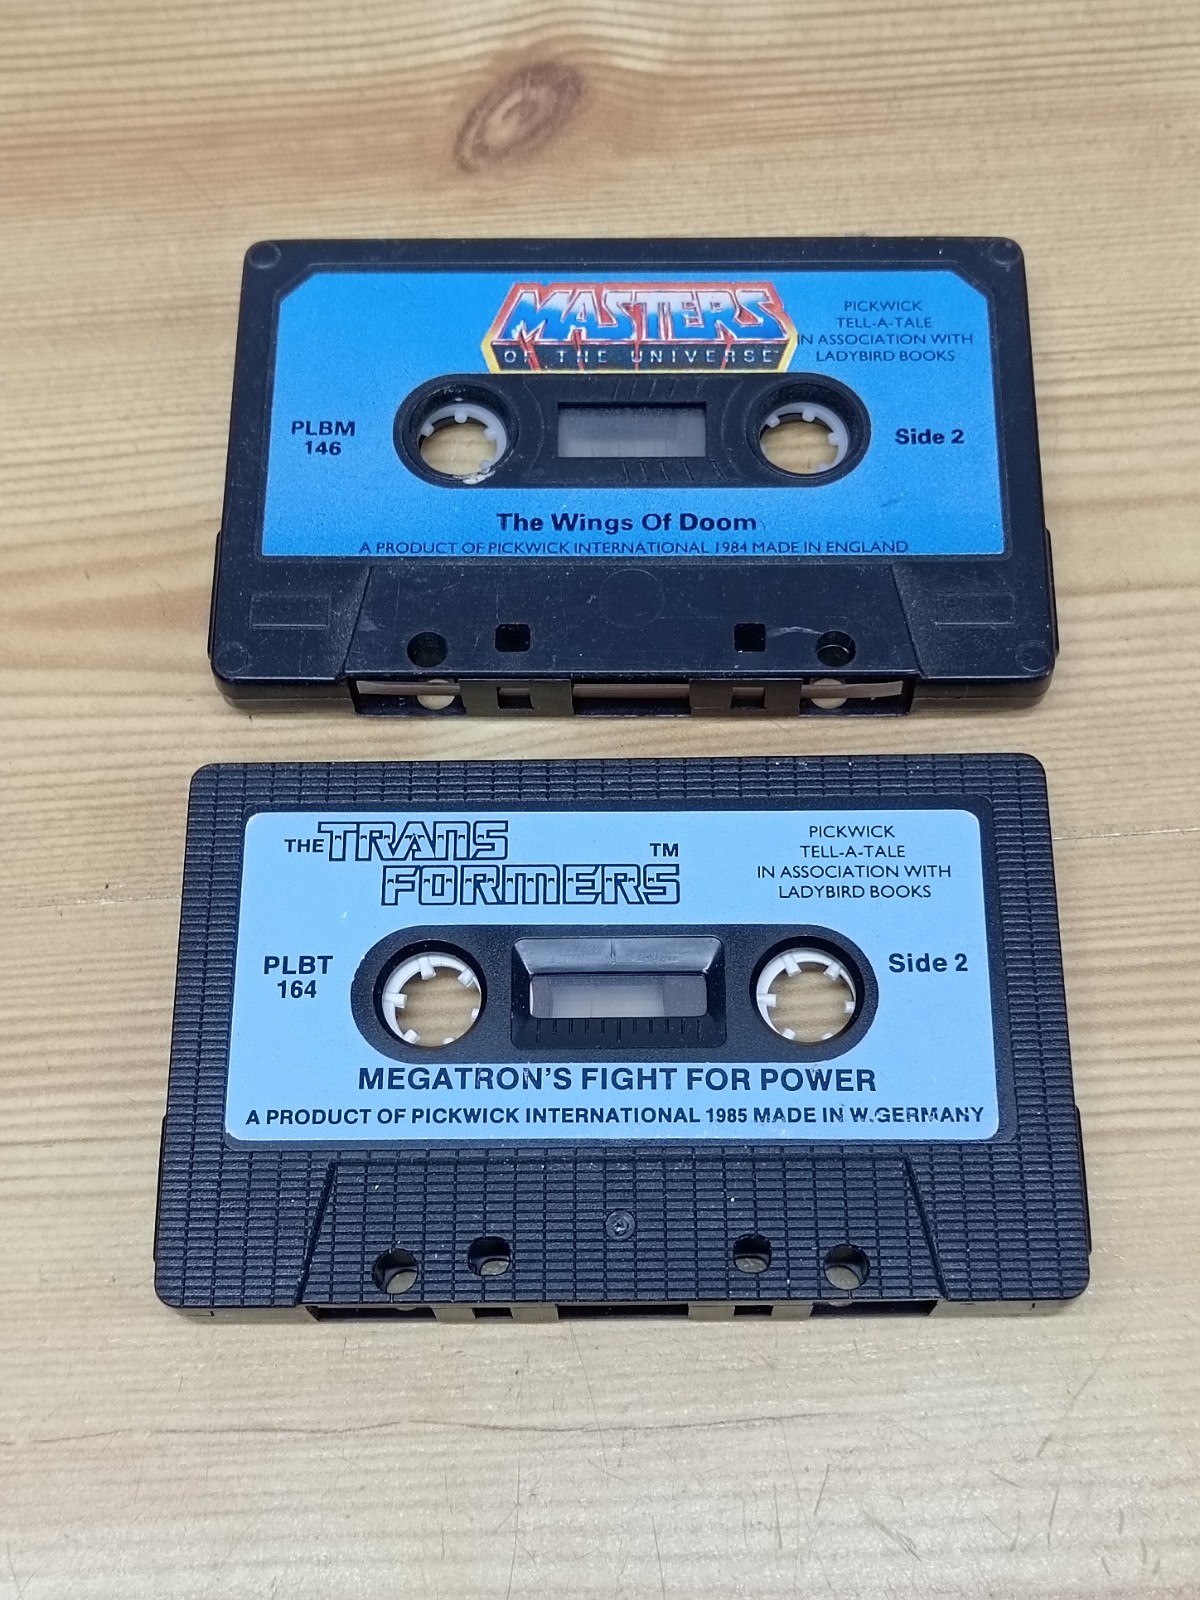 MASTERS
OF THE UNIVERSE™
PICKWICK
TELL-A-TALE
IN ASSOCIATION WITH
LADYBIRD BOOKS
PLBM
146
Side 2
The Wings Of Doom
A PRODUCT OF PICKWICK INTERNATIONAL 1984 MADE IN ENGLAND
THE TRANS
FORMERS
TM
PICKWICK
TELL-A-TALE
IN ASSOCIATION WITH
LADYBIRD BOOKS
PLBT
164
Side 2
MEGATRON'S FIGHT FOR POWER
A PRODUCT OF PICKWICK INTERNATIONAL 1985 MADE IN W.GERMANY